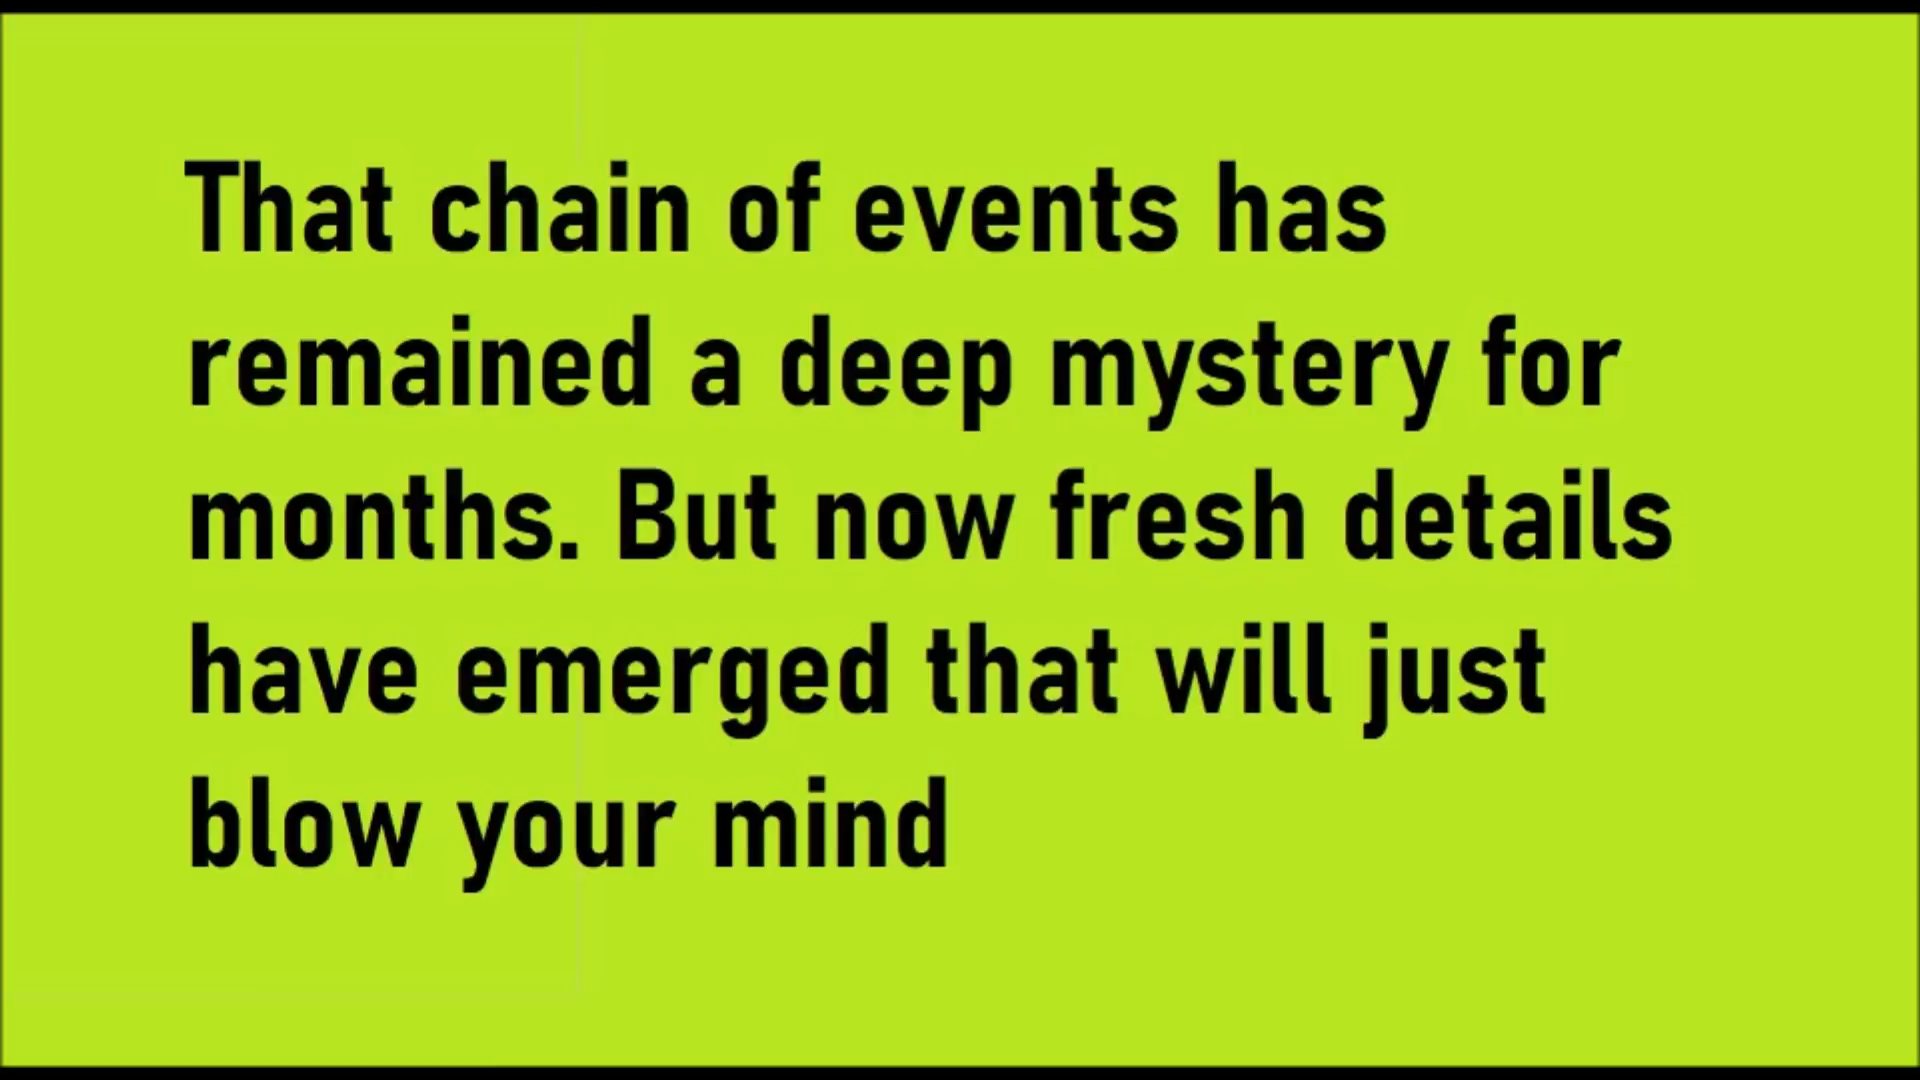 That chain of events has
remained a deep mystery for
months. But now fresh details
have emerged that will just
blow your mind